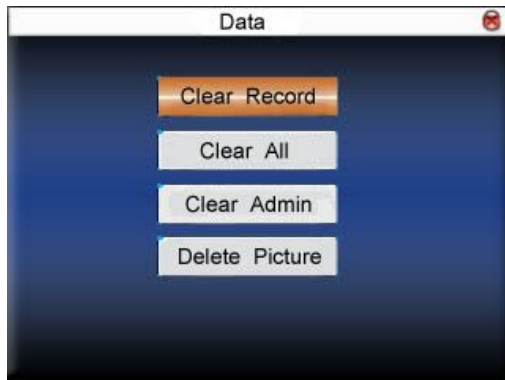 Data
Clear Record
Clear All
Clear Admin
Delete Picture